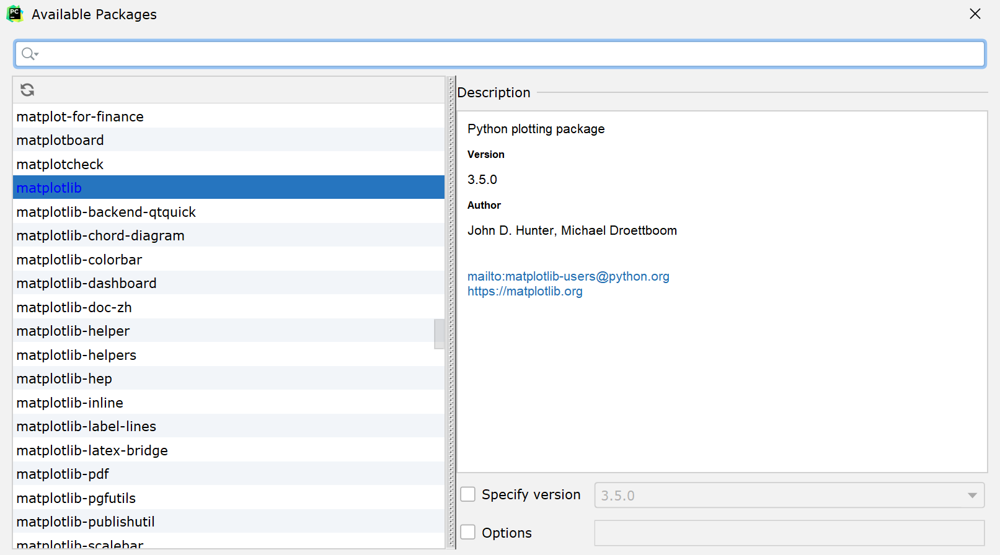 PC
Available Packages
matplot-for-finance
matplotboard
matplotcheck
matplotlib
matplotlib-backend-qtquick
matplotlib-chord-diagram
matplotlib-colorbar
matplotlib-dashboard
matplotlib-doc-zh
matplotlib-helper
matplotlib-helpers
matplotlib-hep
matplotlib-inline
matplotlib-label-lines
matplotlib-latex-bridge
matplotlib-pdf
matplotlib-pgfutils
matplotlib-publishutil
matplotlib-scalebar
Description
Python plotting package
Version
3.5.0
Author
John D. Hunter, Michael Droettboom
mailto:matplotlib-users@python.org
https://matplotlib.org
Specify version
3.5.0
Options